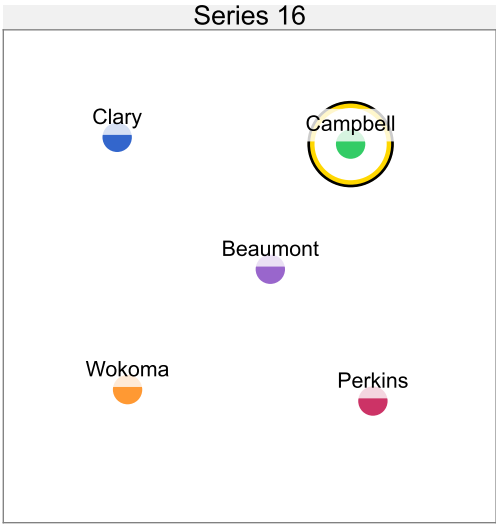 Series 16
Clary
Campbell
Beaumont
Wokoma
Perkins